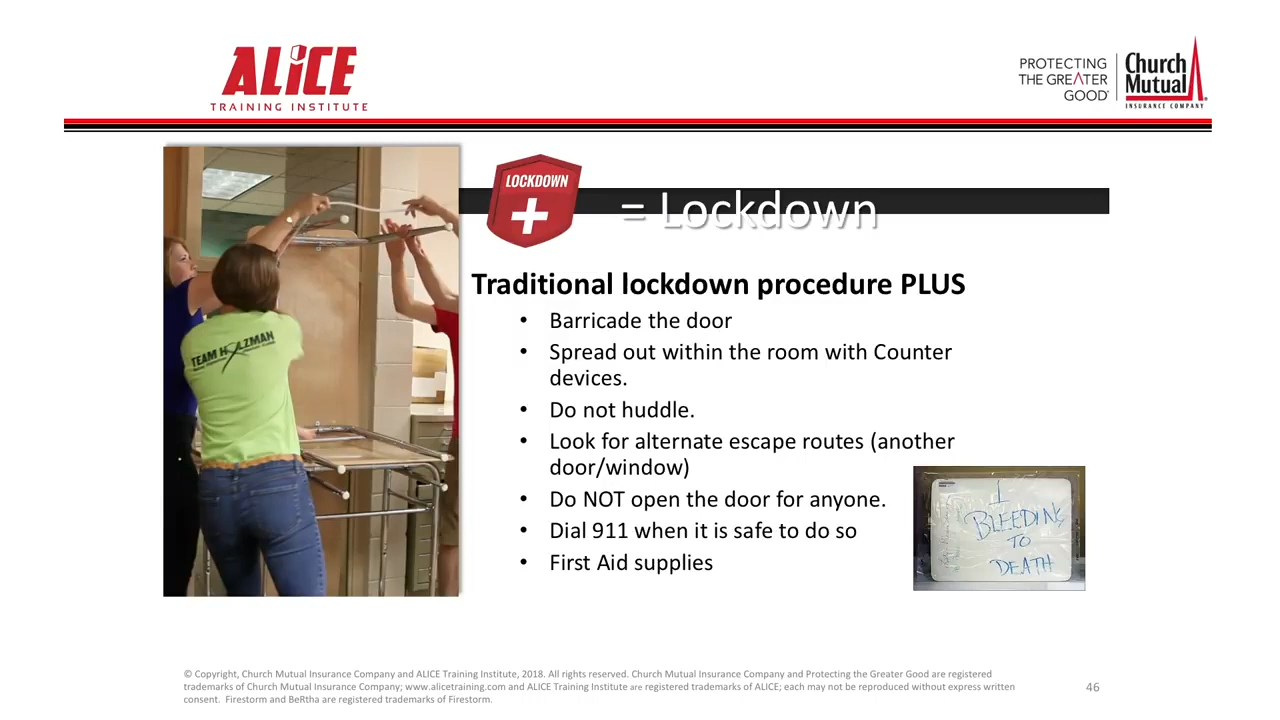 ALiCE
TRAINING INSTITUTE
PROTECTING
THE GREATER
GOOD
Church
Mutual
INSURANCE COMPANY
LOCKDOWN
= Lockdown
TEAM HOLZMAN
Traditional lockdown procedure PLUS
• Barricade the door
• Spread out within the room with Counter
devices.
• Do not huddle.
• Look for alternate escape routes (another
door/window)
• Do NOT open the door for anyone.
• Dial 911 when it is safe to do so
• First Aid supplies
1
BLEEDING
TO
DEATH
© Copyright, Church Mutual Insurance Company and ALICE Training Institute, 2018. All rights reserved. Church Mutual Insurance Company and Protecting the Greater Good are registered
trademarks of Church Mutual Insurance Company; www.alicetraining.com and ALICE Training Institute are registered trademarks of ALICE; each may not be reproduced without express written
consent. Firestorm and BeRtha are registered trademarks of Firestorm.
46